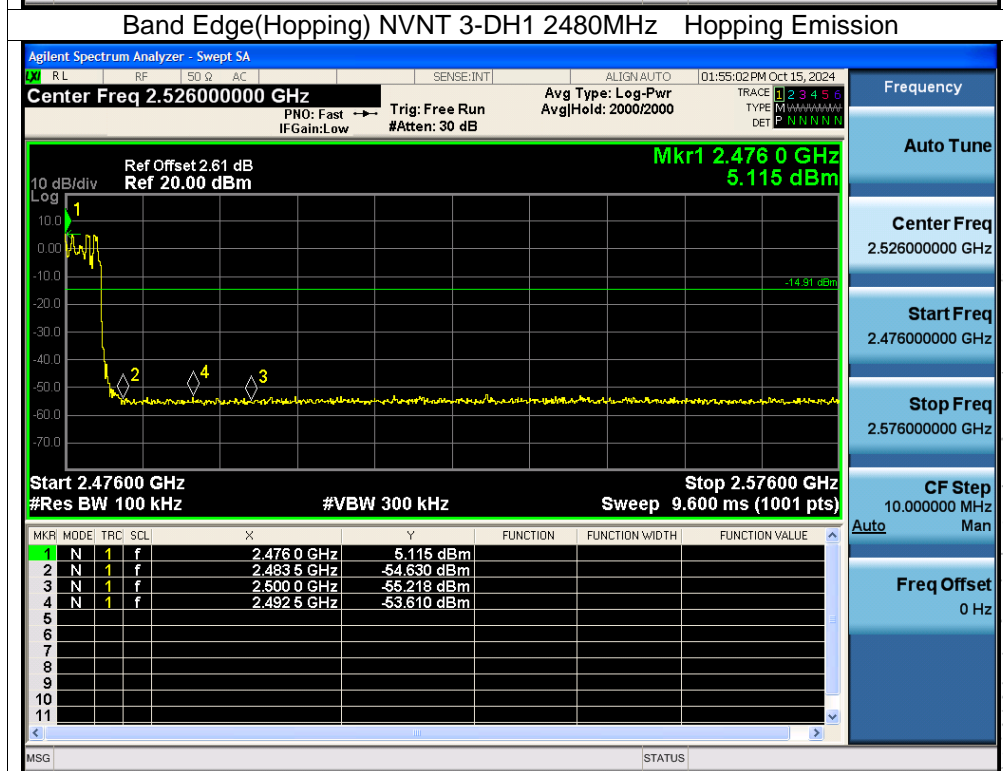 Band Edge(Hopping) NVNT 3-DH1 2480MHz Hopping Emission
Agilent Spectrum Analyzer - Swept SA
LXI RL RF 50 Ω AC SENSE:INT ALIGN AUTO 01:55:02 PM Oct 15, 2024
Center Freq 2.526000000 GHz
PNO: Fast
IFGain:Low
Trig: Free Run
#Atten: 30 dB
Avg Type: Log-Pwr
Avg|Hold: 2000/2000
TRACE 1 2 3 4 5 6
TYPE M
DET P N N N N N
Frequency
Mkr1 2.476 0 GHz
5.115 dBm
Ref Offset 2.61 dB
10 dB/div Ref 20.00 dBm
Log
10.0
0.00
-10.0
-20.0
-30.0
-40.0
-50.0
-60.0
-70.0
1
2
4
3
-14.91 dBm
Start 2.47600 GHz Stop 2.57600 GHz
#Res BW 100 kHz #VBW 300 kHz Sweep 9.600 ms (1001 pts)
MKR MODE TRC SCL X Y FUNCTION FUNCTION WIDTH FUNCTION VALUE
1 N 1 f 2.476 0 GHz 5.115 dBm
2 N 1 f 2.483 5 GHz -54.630 dBm
3 N 1 f 2.500 0 GHz -55.218 dBm
4 N 1 f 2.492 5 GHz -53.610 dBm
5
6
7
8
9
10
11
MSG STATUS
Auto Tune
Center Freq
2.526000000 GHz
Start Freq
2.476000000 GHz
Stop Freq
2.576000000 GHz
CF Step
10.000000 MHz
Auto Man
Freq Offset
0 Hz